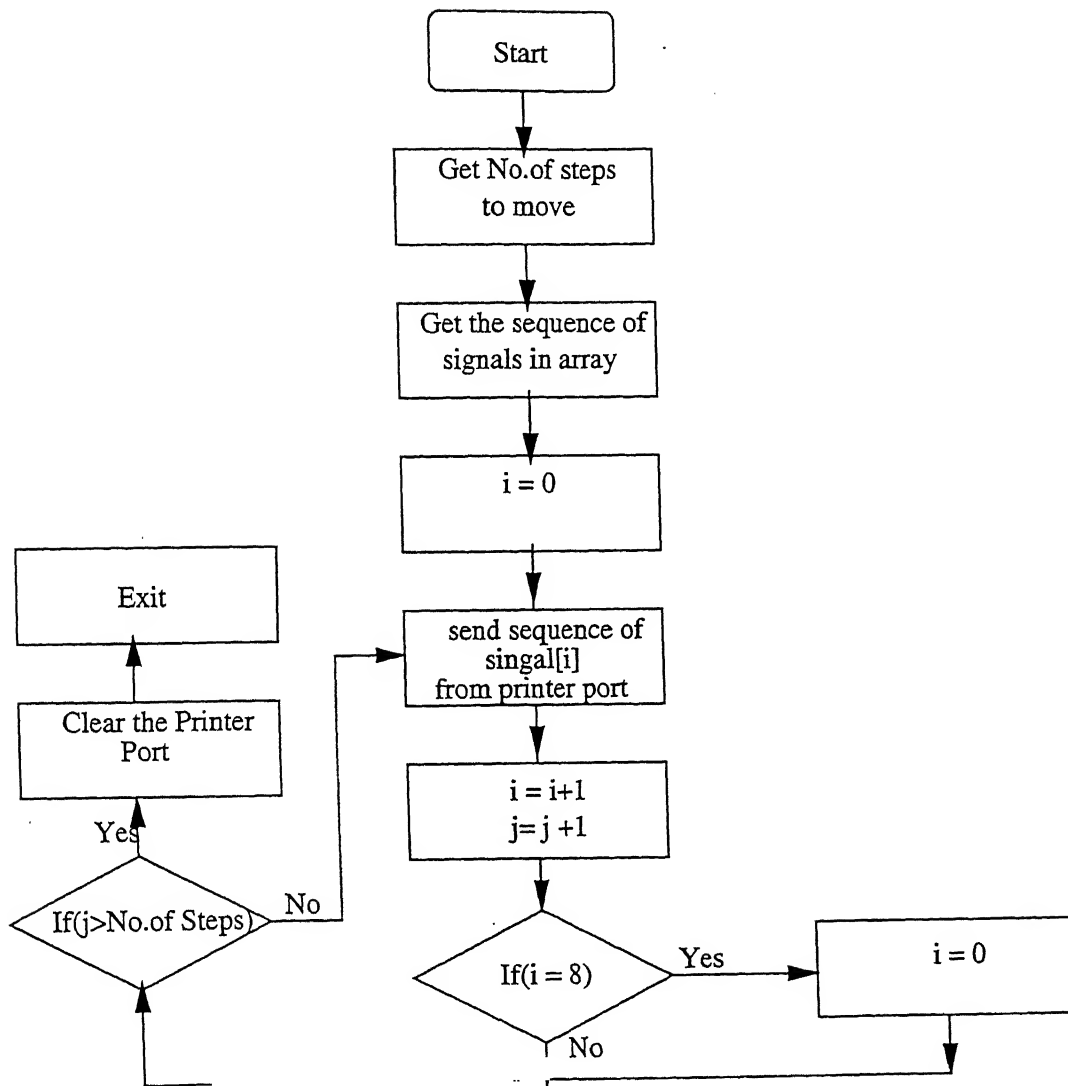 Start
Get No.of steps
to move
Get the sequence of
signals in array
i = 0
send sequence of
singal[i]
from printer port
i = i+1
j= j +1
If(i = 8)
Yes
i = 0
No
If(j>No.of Steps)
No
Yes
Clear the Printer
Port
Exit